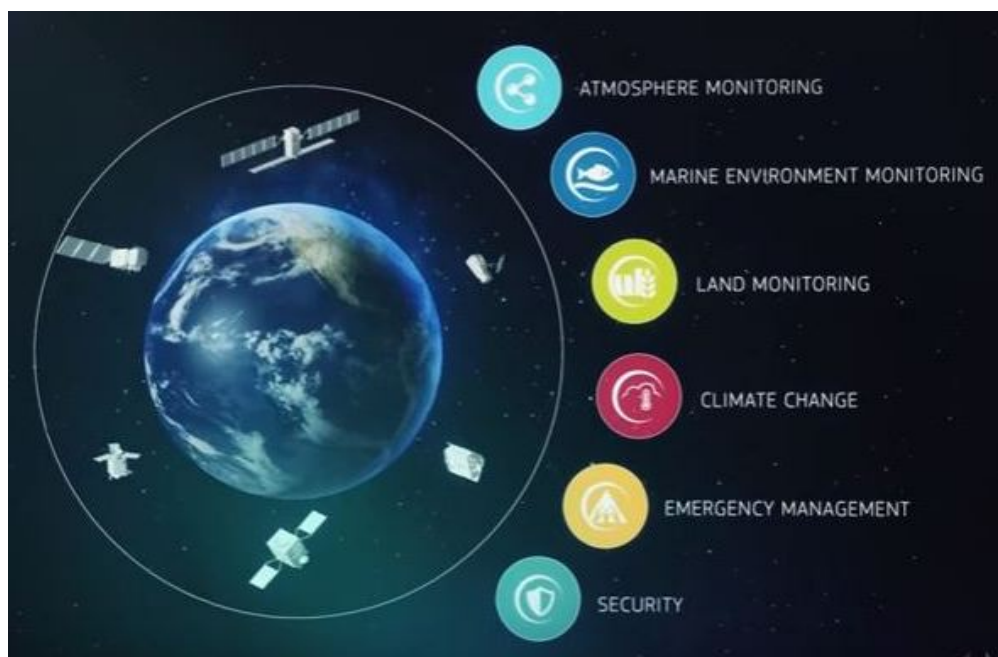 ATMOSPHERE MONITORING
MARINE ENVIRONMENT MONITORING
LAND MONITORING
CLIMATE CHANGE
EMERGENCY MANAGEMENT
SECURITY